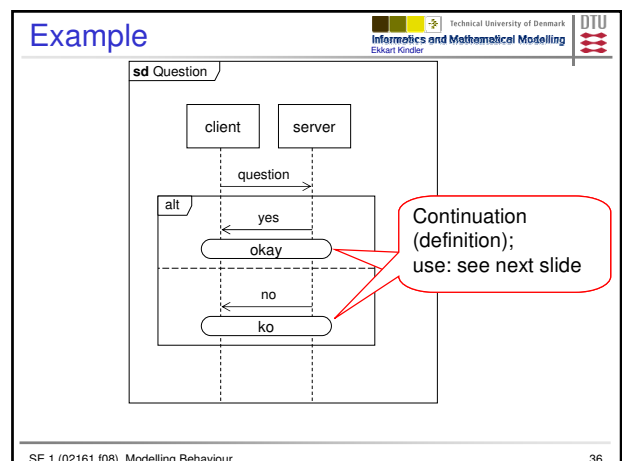 Example
Technical University of Denmark
DTU
Informatics and Mathematical Modelling
Ekkart Kindler
sd Question
client
server
question
alt
yes
okay
no
ko
Continuation
(definition);
use: see next slide
SE 1 (02161 f08), Modelling Behaviour
36